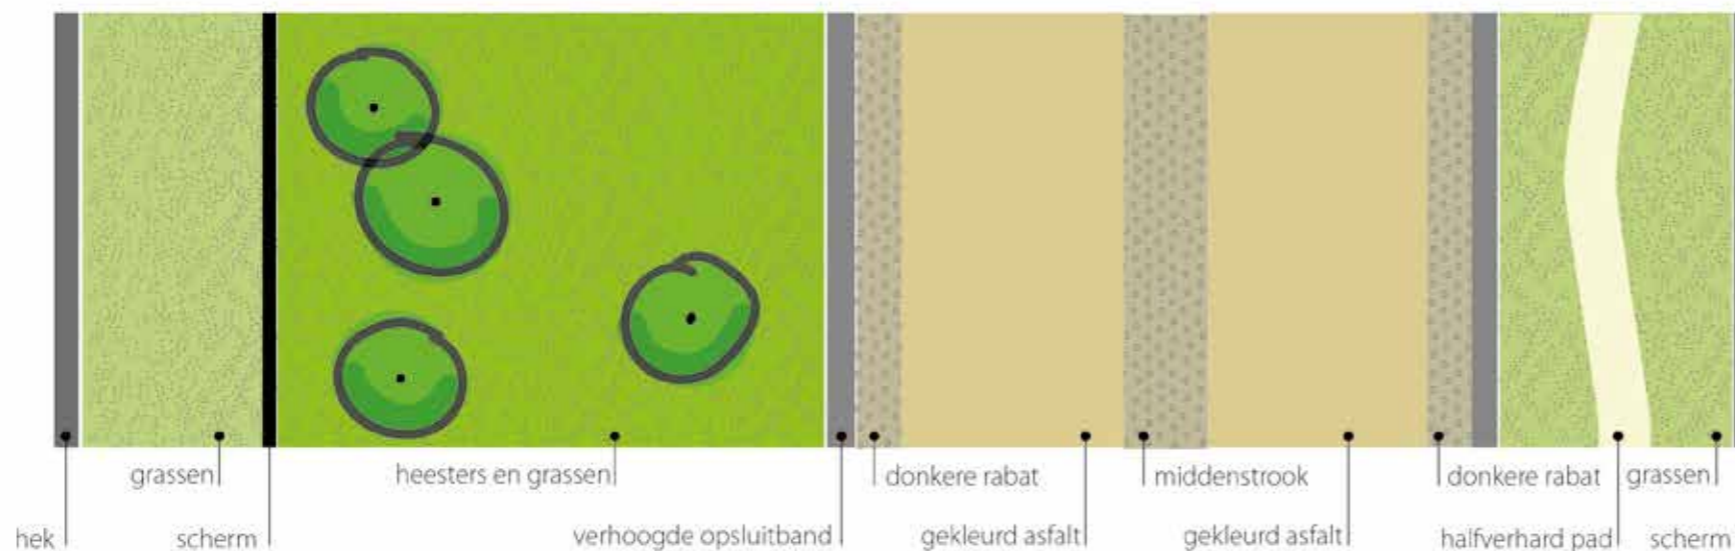 grassen
heesters en grassen
donkere rabat
middenstrook
donkere rabat
grassen
hek
scherm
verhoogde opsluitband
gekleurd asfalt
gekleurd asfalt
halfverhard pad
scherm